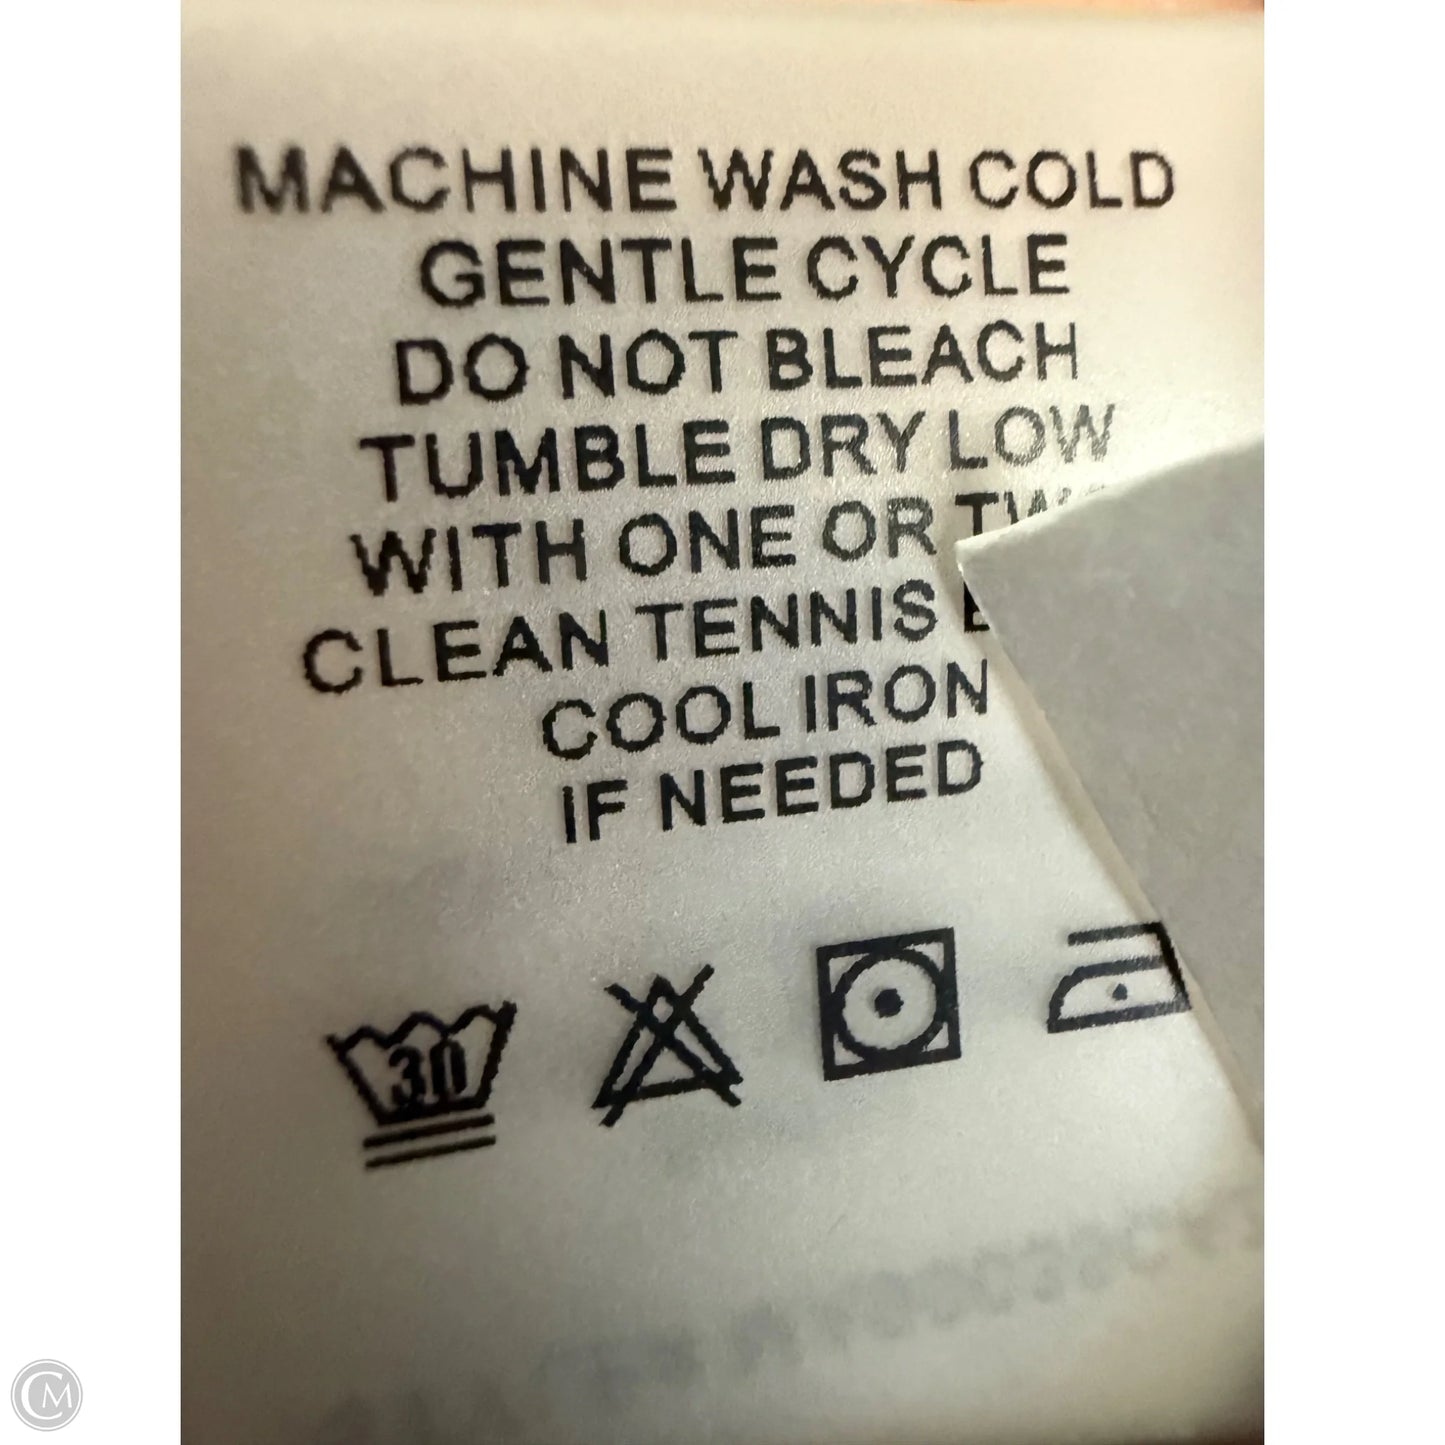 MACHINE WASH COLD
GENTLE CYCLE
DO NOT BLEACH
TUMBLE DRY LOW
WITH ONE OR
CLEAN TENNIS
COOL IRON
IF NEEDED
30
CM